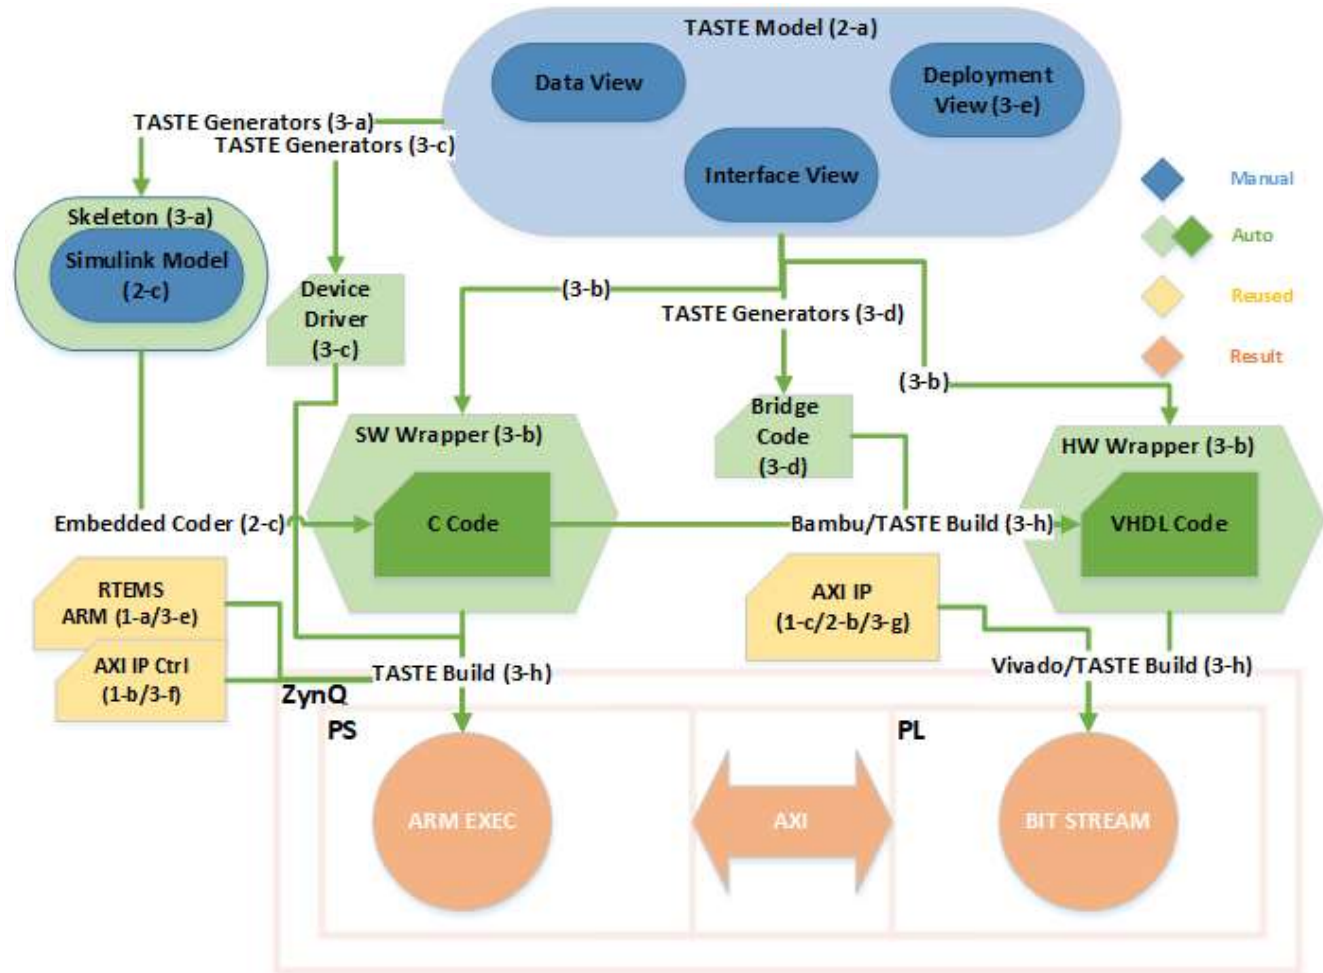 TASTE Model (2-a)
Data View
Deployment
View (3-e)
Interface View
TASTE Generators (3-a)
TASTE Generators (3-c)
Manual
Auto
Reused
Result
Skeleton (3-a)
Simulink Model
(2-c)
Device
Driver
(3-c)
(3-b)
TASTE Generators (3-d)
(3-b)
Bridge
Code
(3-d)
SW Wrapper (3-b)
HW Wrapper (3-b)
Embedded Coder (2-c)
C Code
Bambu/TASTE Build (3-h)
VHDL Code
RTEMS
ARM (1-a/3-e)
AXI IP
(1-c/2-b/3-g)
AXI IP Ctrl
(1-b/3-f)
TASTE Build (3-h)
Vivado/TASTE Build (3-h)
ZynQ
PS
PL
ARM EXEC
AXI
BIT STREAM